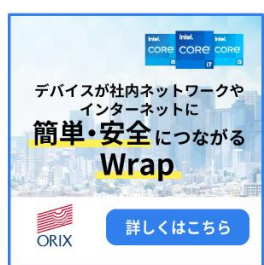 intel.
CORE
i5
intel.
CORE
i7
intel.
CORE
i3
デバイスが社内ネットワークや
インターネットに
簡単・安全につながる
Wrap
ORIX
詳しくはこちら